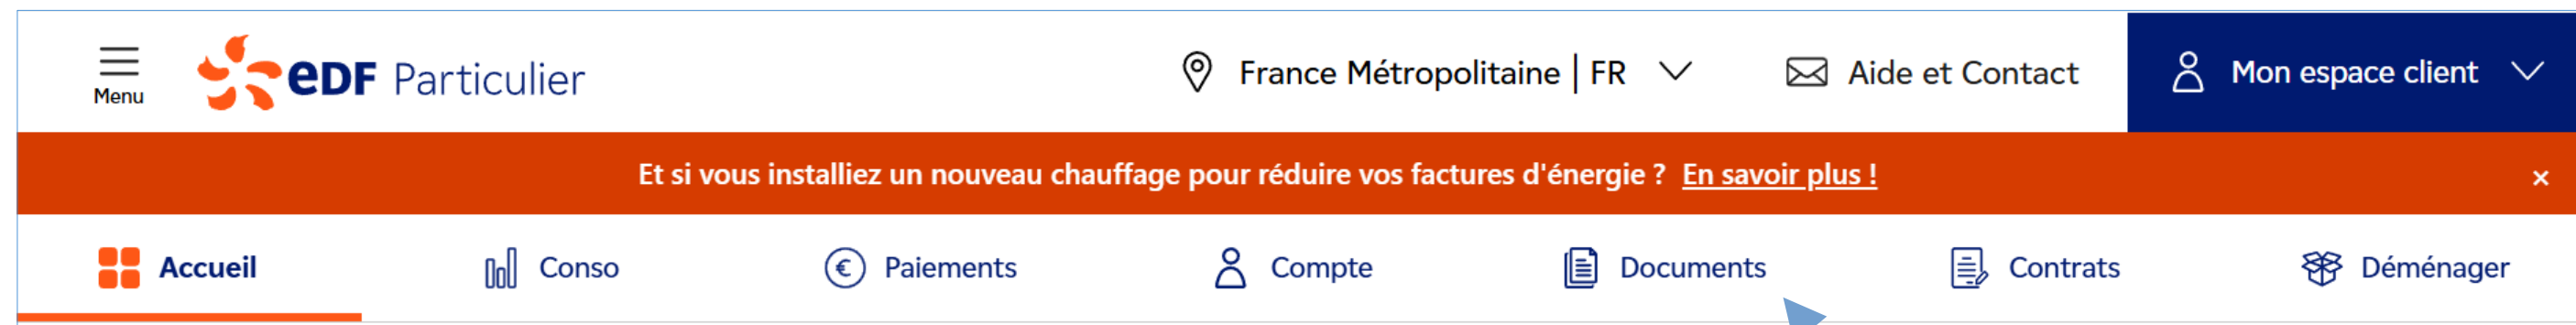 Menu
eDF Particulier
France Métropolitaine | FR
Aide et Contact
Mon espace client
Et si vous installiez un nouveau chauffage pour réduire vos factures d'énergie ? En savoir plus !
Accueil
Conso
Paiements
Compte
Documents
Contrats
Déménager